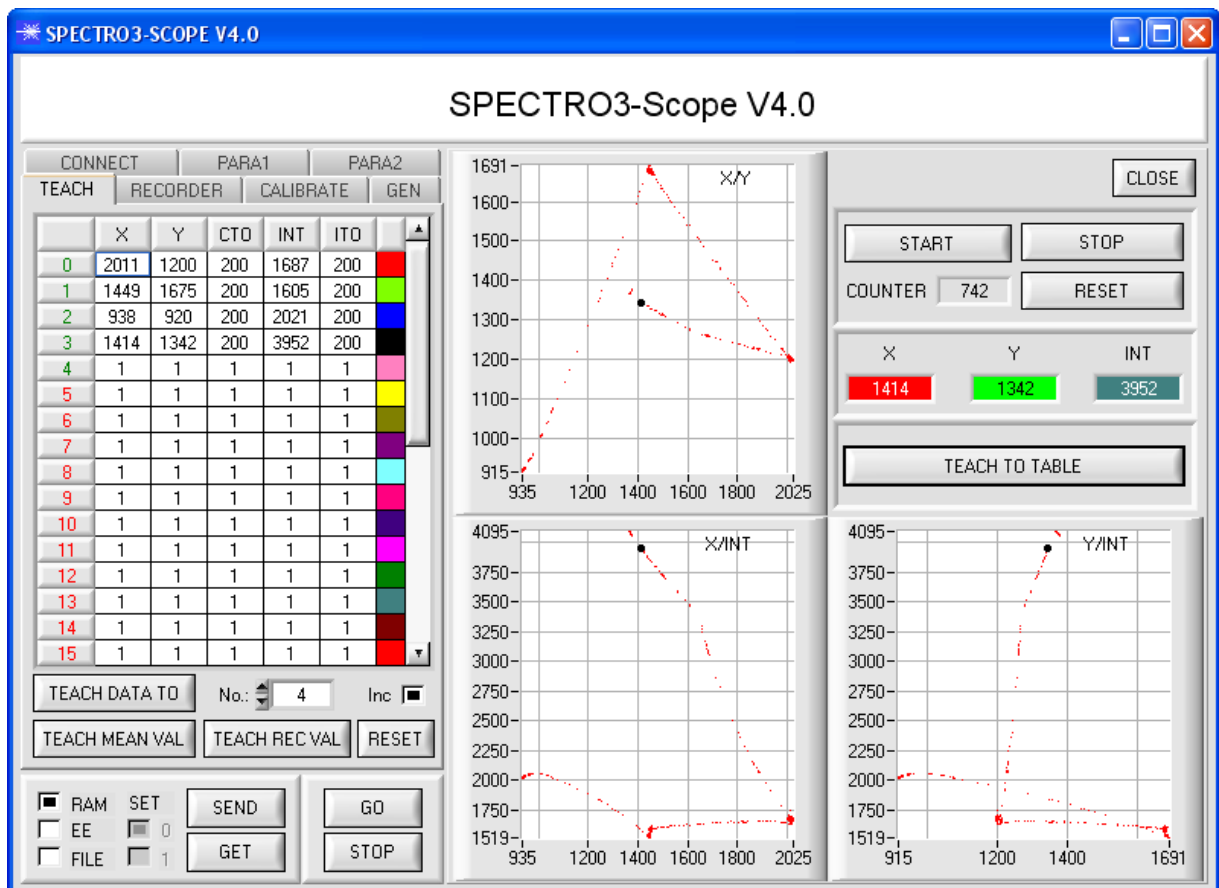 SPECTRO3-SCOPE V4.0
SPECTRO3-Scope V4.0
CONNECT PARA1 PARA2
TEACH RECORDER CALIBRATE GEN
X Y CTO INT ITO
0 2011 1200 200 1687 200
1 1449 1675 200 1605 200
2 938 920 200 2021 200
3 1414 1342 200 3952 200
4 1 1 1 1 1
5 1 1 1 1 1
6 1 1 1 1 1
7 1 1 1 1 1
8 1 1 1 1 1
9 1 1 1 1 1
10 1 1 1 1 1
11 1 1 1 1 1
12 1 1 1 1 1
13 1 1 1 1 1
14 1 1 1 1 1
15 1 1 1 1 1
TEACH DATA TO No.: 4 Inc
TEACH MEAN VAL TEACH REC VAL RESET
RAM SET SEND GO
EE 0
FILE 1 GET STOP
X/Y
1691
1600
1500
1400
1300
1200
1100
1000
915
935 1200 1400 1600 1800 2025
CLOSE
START STOP
COUNTER 742 RESET
X Y INT
1414 1342 3952
TEACH TO TABLE
X/INT
4095
3750
3500
3250
3000
2750
2500
2250
2000
1750
1519
935 1200 1400 1600 1800 2025
Y/INT
4095
3750
3500
3250
3000
2750
2500
2250
2000
1750
1519
915 1200 1400 1691